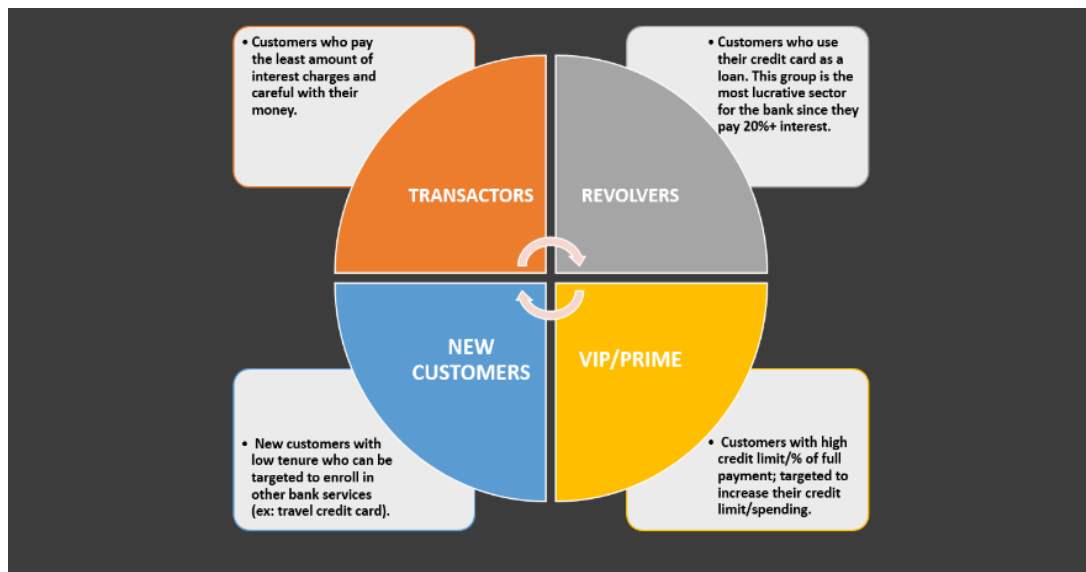 • Customers who pay
the least amount of
interest charges and
careful with their
money.
• Customers who use
their credit card as a
loan. This group is the
most lucrative sector
for the bank since they
pay 20%+ interest.
TRANSACTORS
REVOLVERS
NEW
CUSTOMERS
VIP/PRIME
• New customers with
low tenure who can be
targeted to enroll in
other bank services
(ex: travel credit card).
• Customers with high
credit limit/% of full
payment; targeted to
increase their credit
limit/spending.